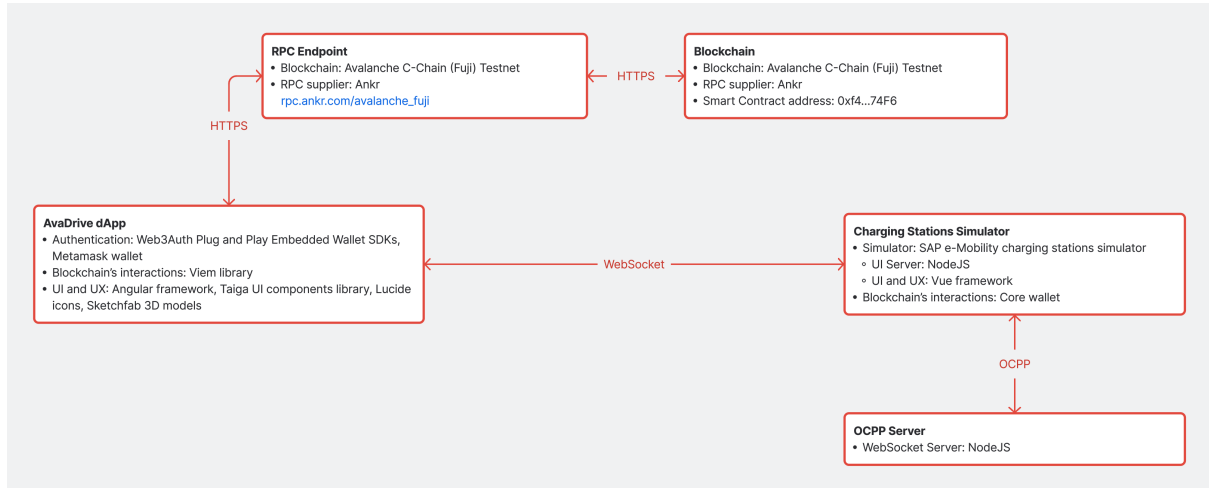 RPC Endpoint
• Blockchain: Avalanche C-Chain (Fuji) Testnet
• RPC supplier: Ankr
rpc.ankr.com/avalanche_fuji
HTTPS
Blockchain
• Blockchain: Avalanche C-Chain (Fuji) Testnet
• RPC supplier: Ankr
• Smart Contract address: 0xf4...74F6
HTTPS
AvaDrive dApp
• Authentication: Web3Auth Plug and Play Embedded Wallet SDKs,
Metamask wallet
• Blockchain's interactions: Viem library
• UI and UX: Angular framework, Taiga UI components library, Lucide
icons, Sketchfab 3D models
WebSocket
Charging Stations Simulator
• Simulator: SAP e-Mobility charging stations simulator
◦ UI Server: NodeJS
◦ UI and UX: Vue framework
• Blockchain's interactions: Core wallet
OCPP
OCPP Server
• WebSocket Server: NodeJS